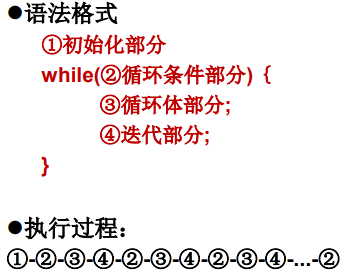 ●语法格式
①初始化部分
while(②循环条件部分) {
③循环体部分;
④迭代部分;
}
●执行过程：
①-②-③-④-②-③-④-②-③-④-...-②